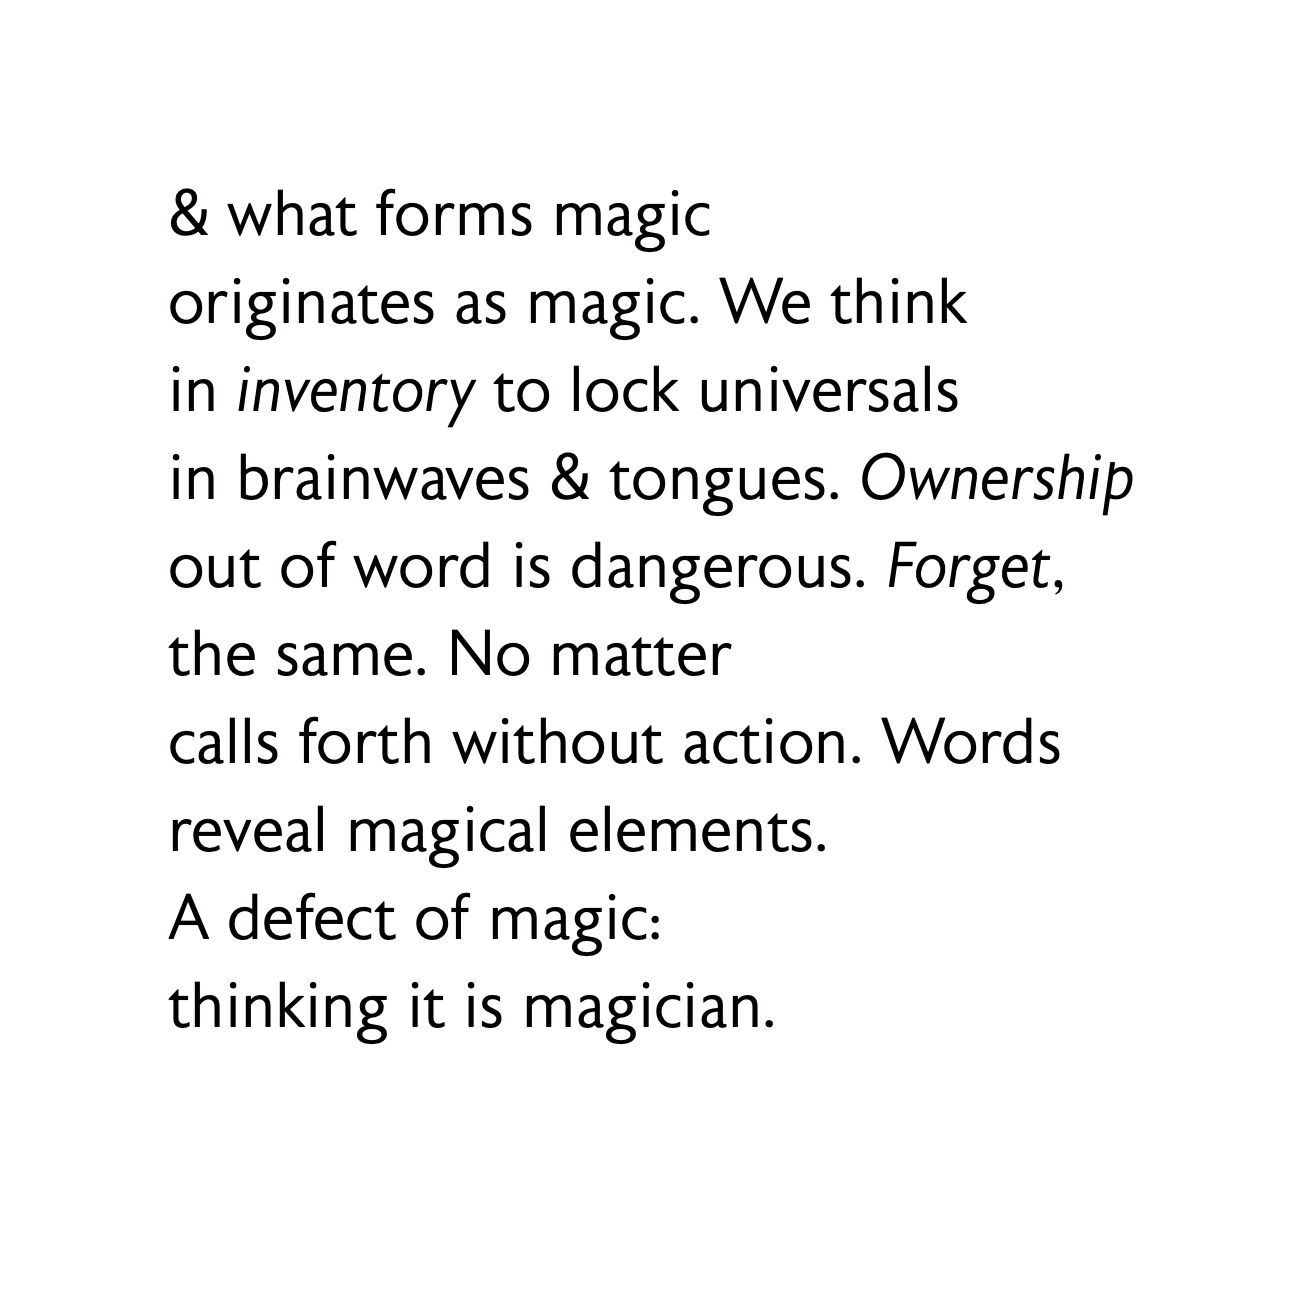 & what forms magic
originates as magic. We think
in inventory to lock universals
in brainwaves & tongues. Ownership
out of word is dangerous. Forget,
the same. No matter
calls forth without action. Words
reveal magical elements.
A defect of magic:
thinking it is magician.